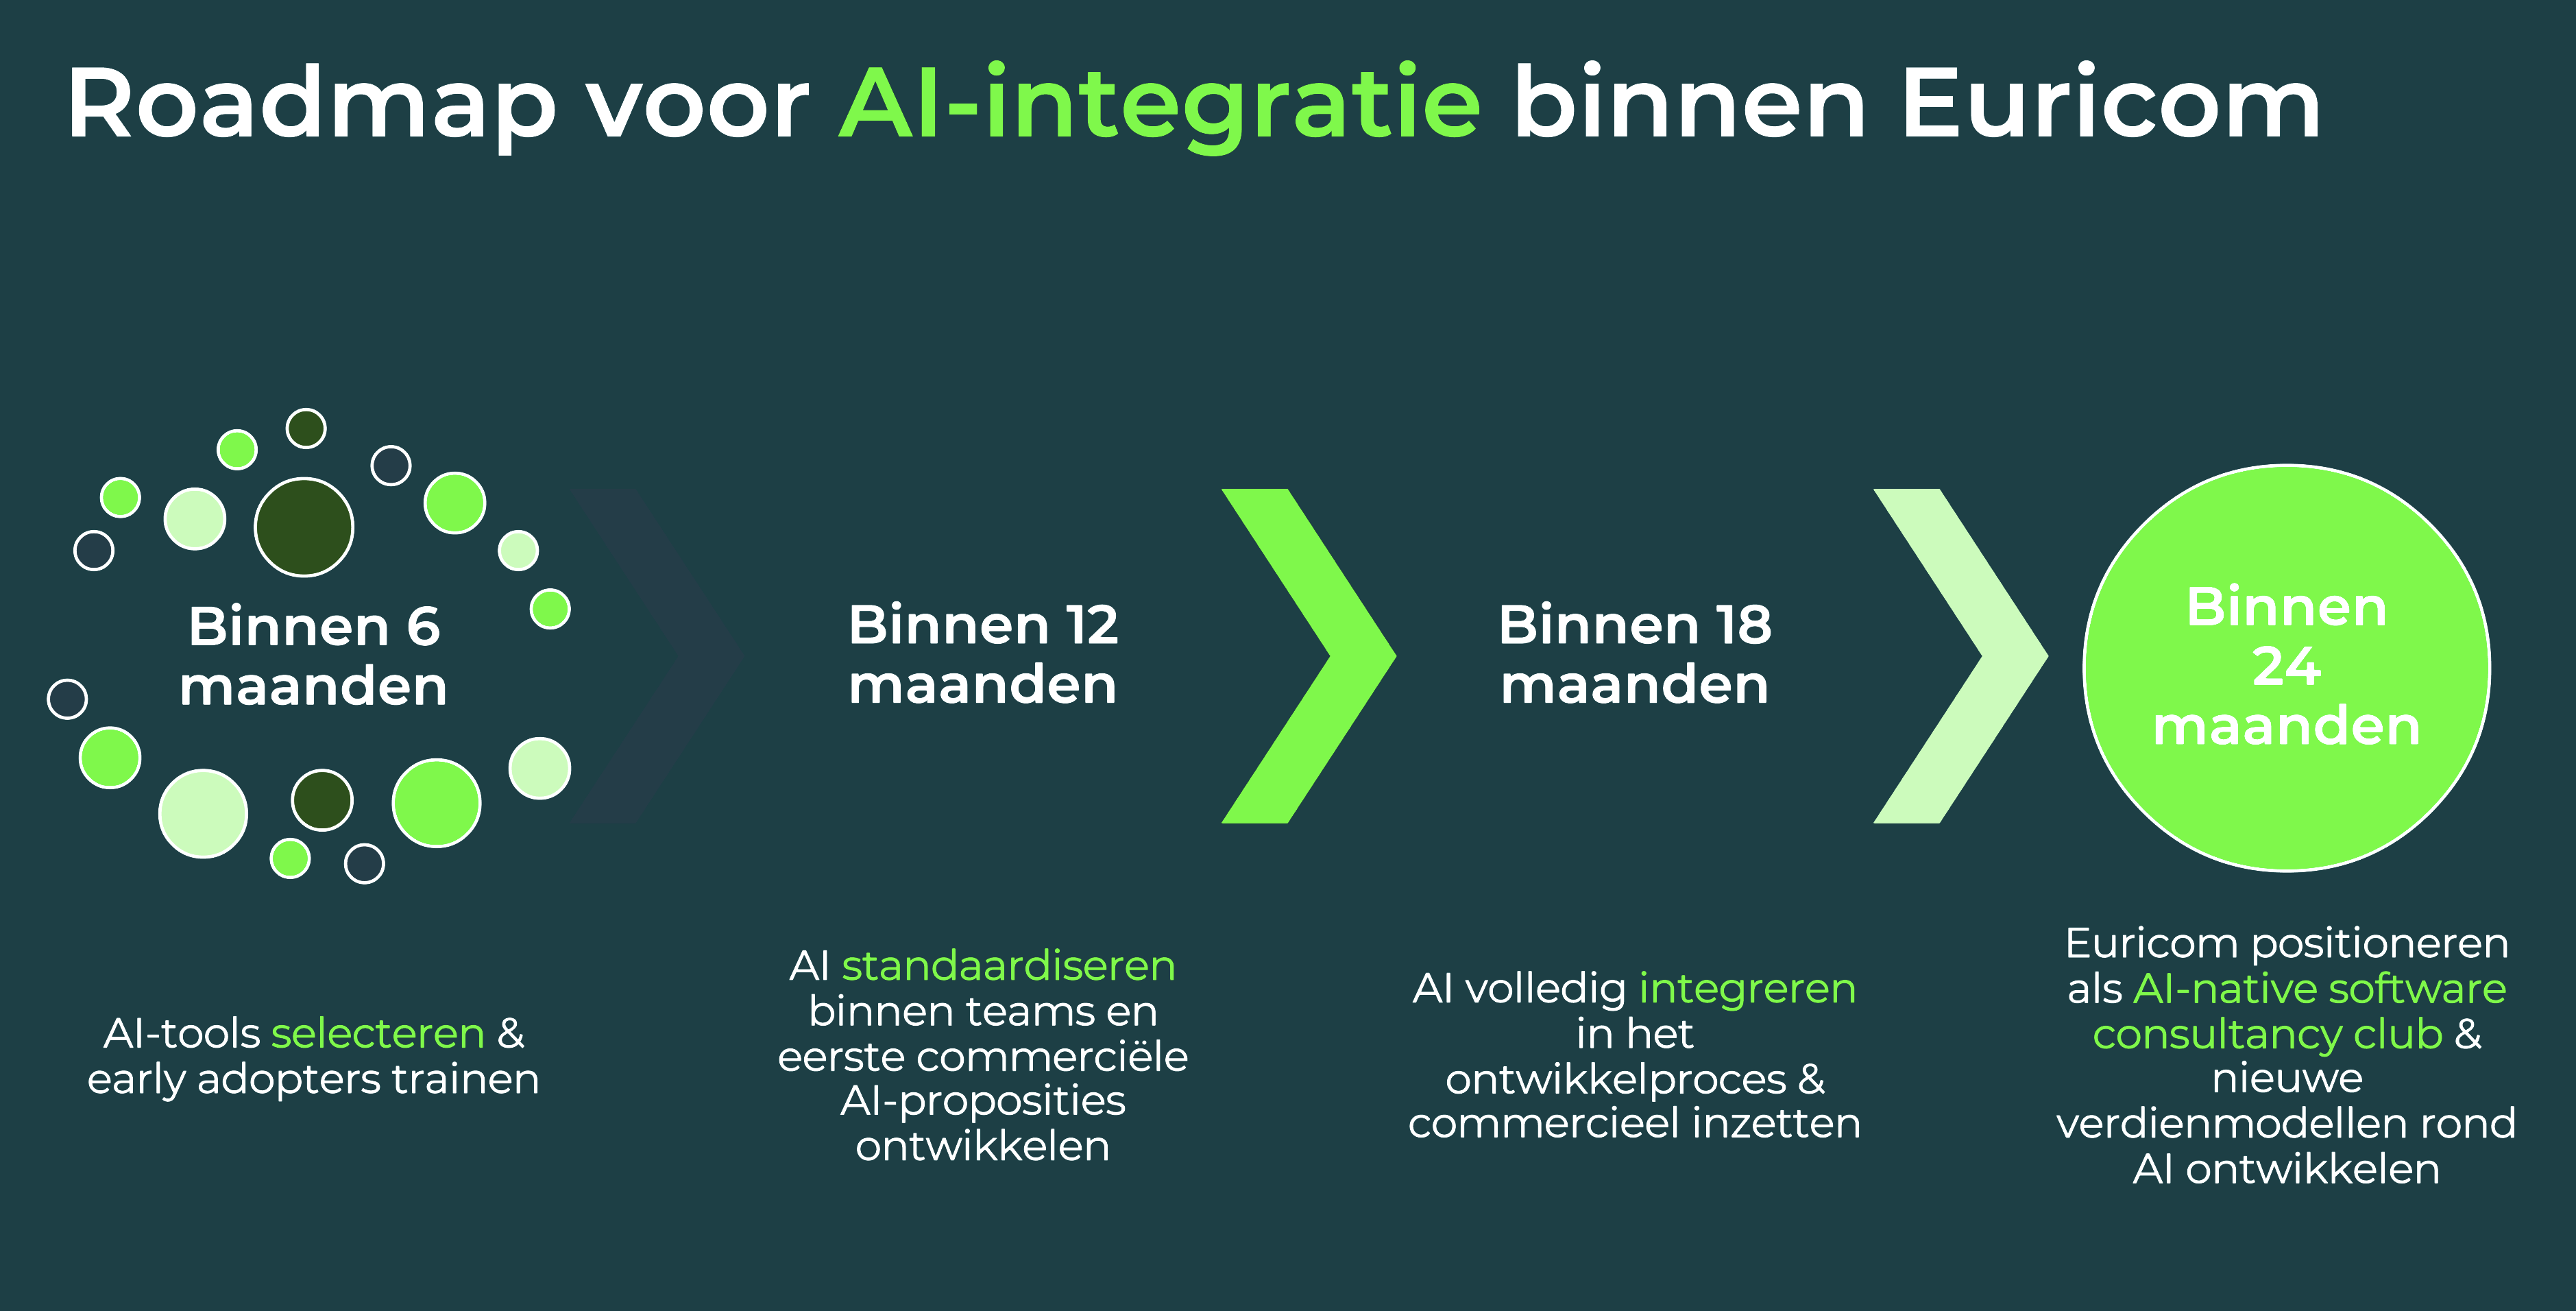 Roadmap voor AI-integratie binnen Euricom
Binnen 6
maanden
Binnen 12
maanden
Binnen 18
maanden
Binnen
24
maanden
AI-tools selecteren &
early adopters trainen
AI standaardiseren
binnen teams en
eerste commerciële
AI-proposities
ontwikkelen
AI volledig integreren
in het
ontwikkelproces &
commercieel inzetten
Euricom positioneren
als AI-native software
consultancy club &
nieuwe
verdienmodellen rond
AI ontwikkelen